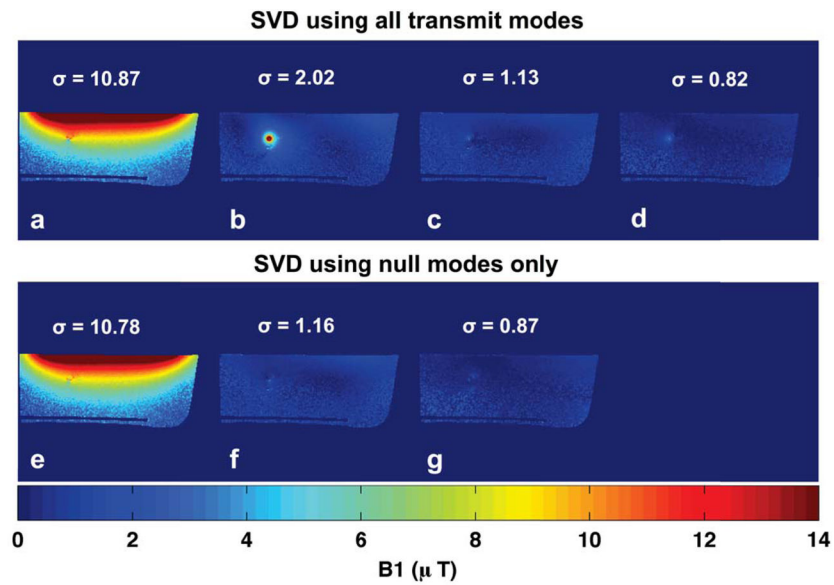 SVD using all transmit modes
σ = 10.87 σ = 2.02 σ = 1.13 σ = 0.82
a b c d
SVD using null modes only
σ = 10.78 σ = 1.16 σ = 0.87
e f g
0 2 4 6 8 10 12 14
B1 (μ T)